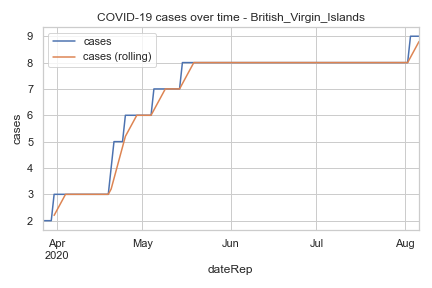 COVID-19 cases over time - British_Virgin_Islands
cases
cases (rolling)
9
8
7
6
5
4
3
2
cases
Apr
2020
May
Jun
Jul
Aug
dateRep